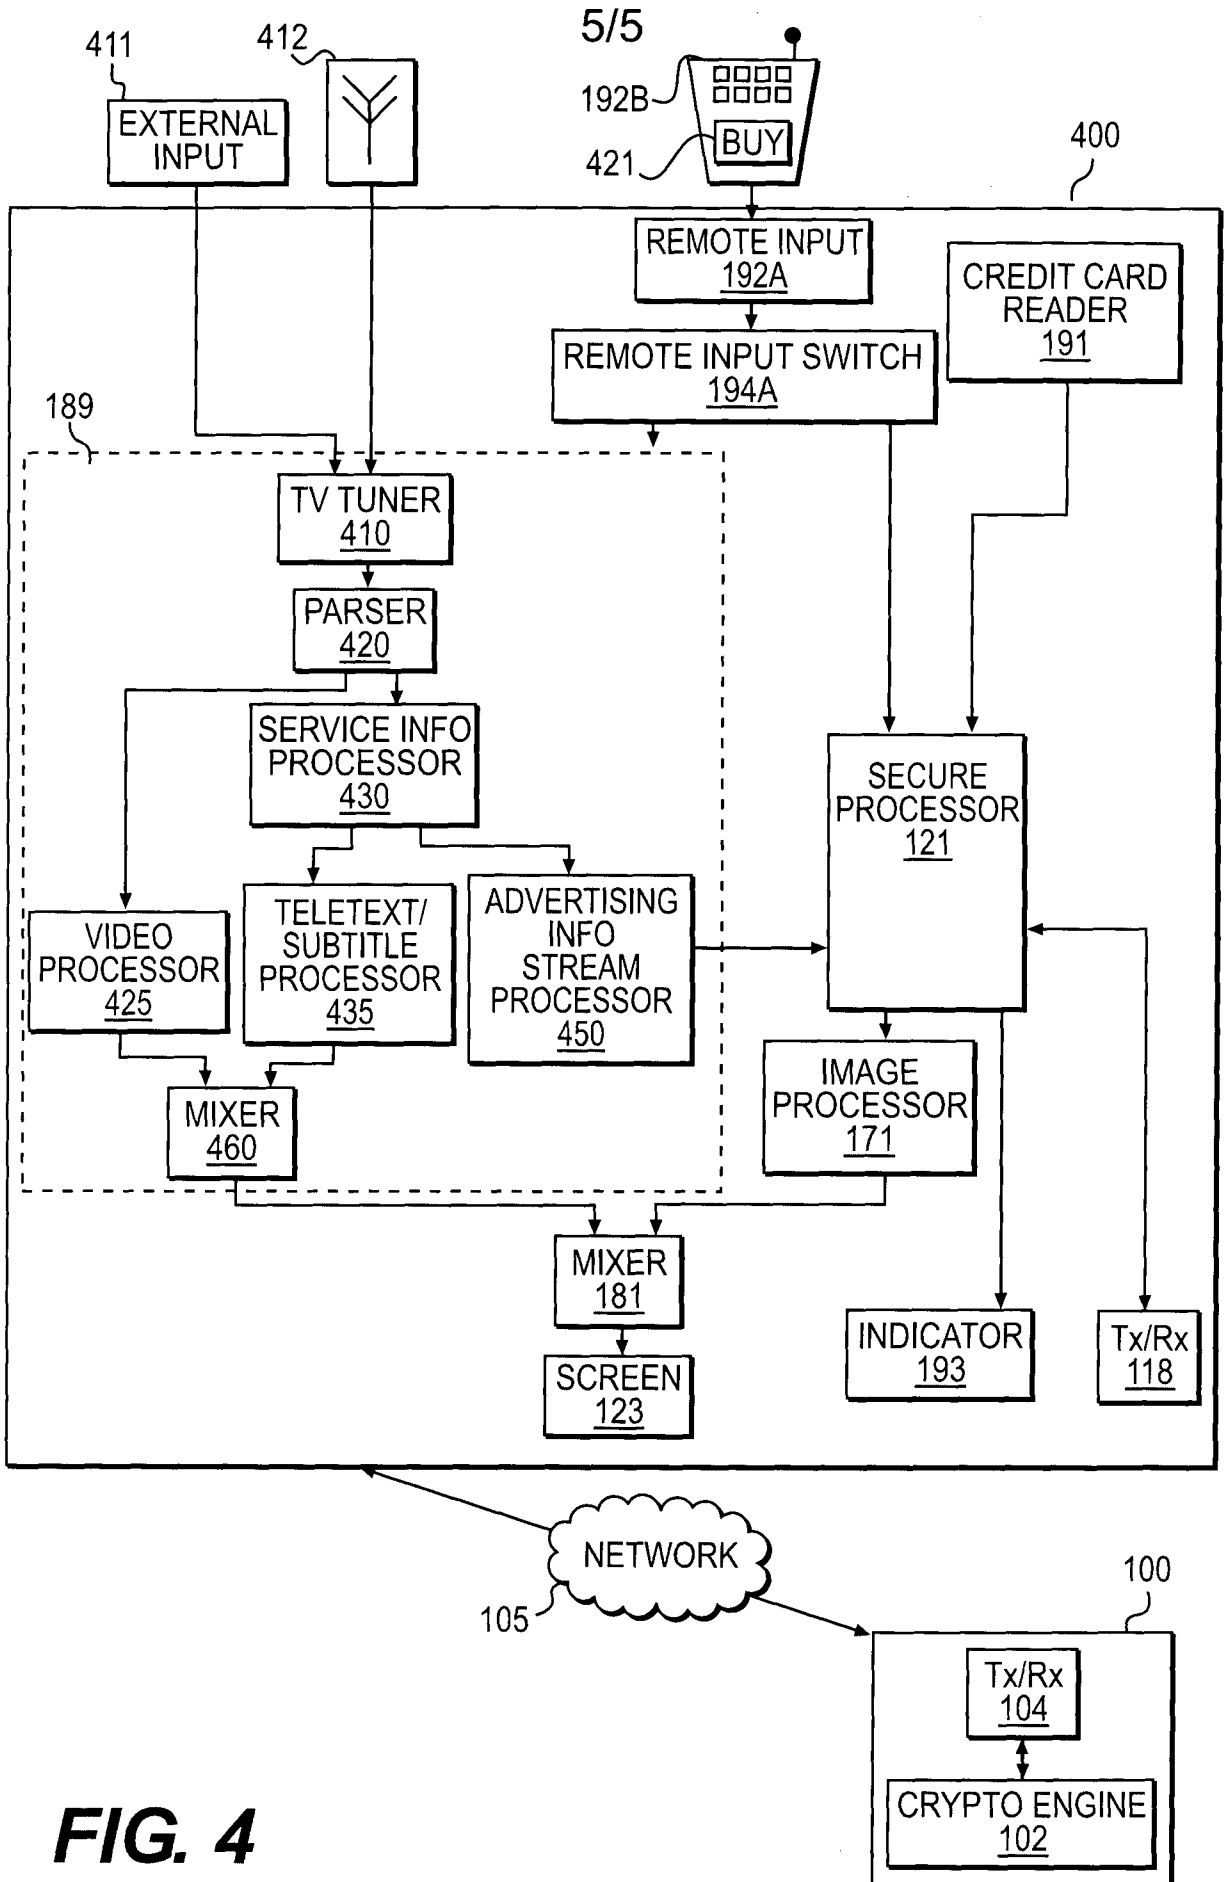 5/5
411
412
192B
EXTERNAL
INPUT
BUY
421
400
REMOTE INPUT
192A
CREDIT CARD
READER
191
REMOTE INPUT SWITCH
194A
189
TV TUNER
410
PARSER
420
SERVICE INFO
PROCESSOR
430
SECURE
PROCESSOR
121
VIDEO
PROCESSOR
425
TELETEXT/
SUBTITLE
PROCESSOR
435
ADVERTISING
INFO
STREAM
PROCESSOR
450
IMAGE
PROCESSOR
171
MIXER
460
MIXER
181
SCREEN
123
INDICATOR
193
Tx/Rx
118
NETWORK
105
100
Tx/Rx
104
CRYPTO ENGINE
102
FIG. 4